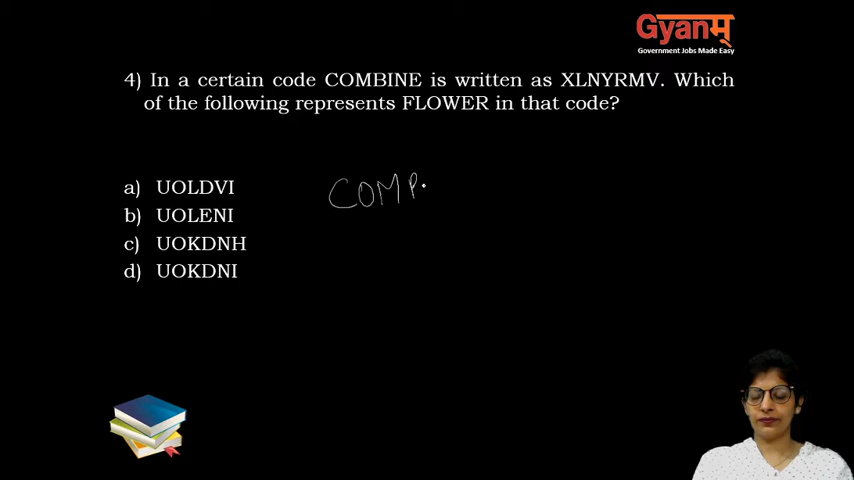 Gyanम्
Government Jobs Made Easy
4) In a certain code COMBINE is written as XLNYRMV. Which
of the following represents FLOWER in that code?
a) UOLDVI
b) UOLENI
c) UOKDNH
d) UOKDNI
COMP